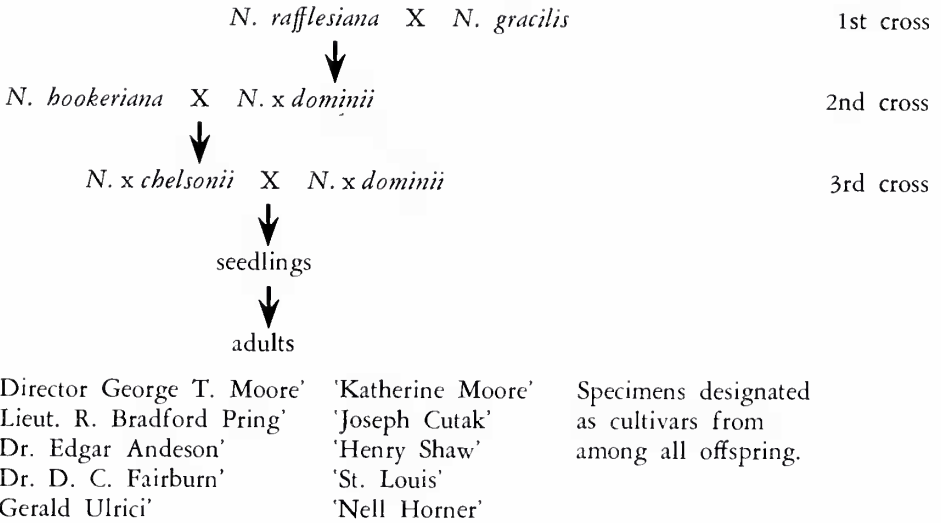 N. rafflesiana X N. gracilis 1st cross
N. hookeriana X N. x dominii 2nd cross
N. x chelsonii X N. x dominii 3rd cross
seedlings
adults
Director George T. Moore' 'Katherine Moore' Specimens designated
Lieut. R. Bradford Pring' 'Joseph Cutak' as cultivars from
Dr. Edgar Andeson' 'Henry Shaw' among all offspring.
Dr. D. C. Fairburn' 'St. Louis'
Gerald Ulrici' 'Nell Horner'